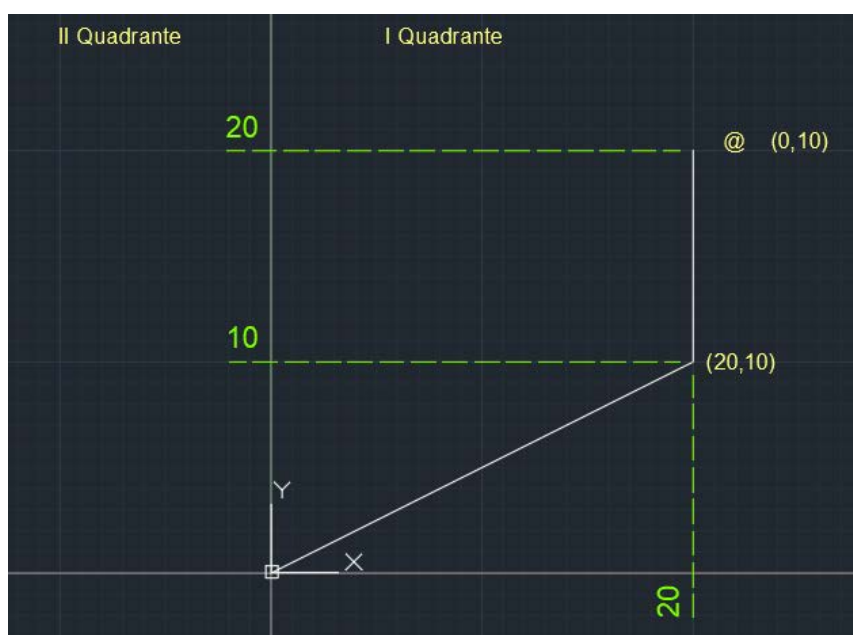 II Quadrante
I Quadrante
20
@ (0,10)
10
(20,10)
Y
X
20